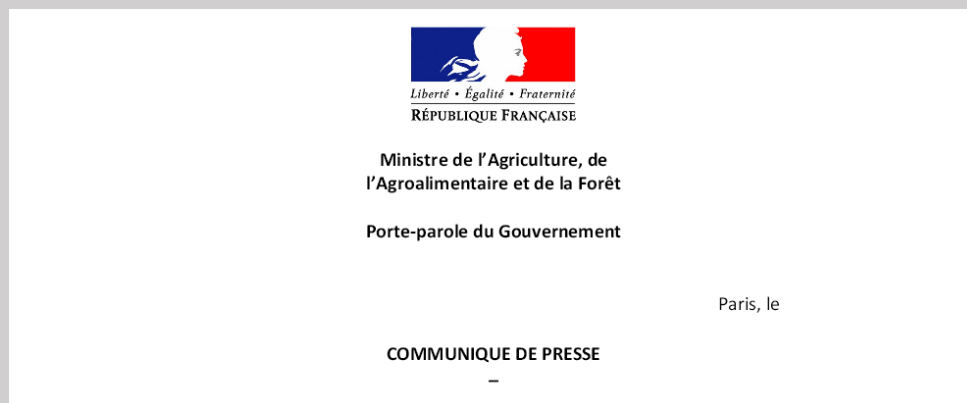 Liberté • Égalité • Fraternité
RÉPUBLIQUE FRANÇAISE
Ministre de l’Agriculture, de
l’Agroalimentaire et de la Forêt
Porte-parole du Gouvernement
Paris, le
COMMUNIQUE DE PRESSE
–